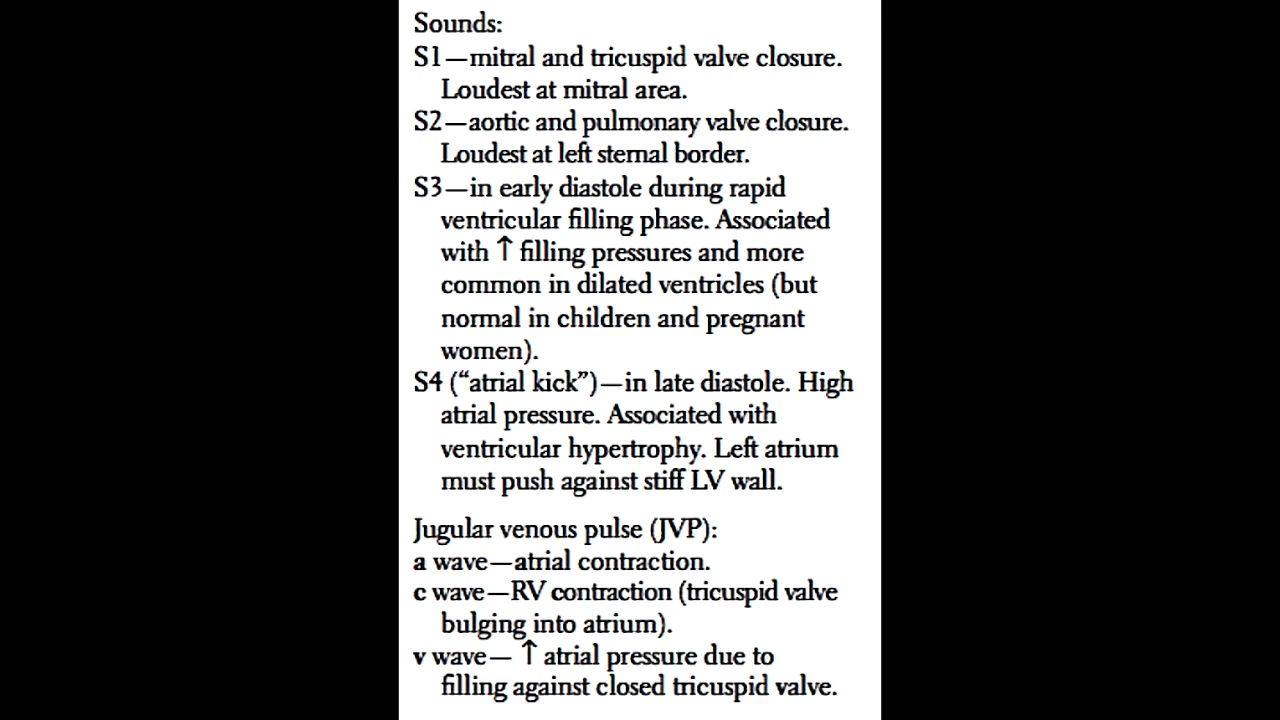 Sounds:
S1—mitral and tricuspid valve closure.
Loudest at mitral area.
S2—aortic and pulmonary valve closure.
Loudest at left sternal border.
S3—in early diastole during rapid
ventricular filling phase. Associated
with ↑ filling pressures and more
common in dilated ventricles (but
normal in children and pregnant
women).
S4 (“atrial kick”)—in late diastole. High
atrial pressure. Associated with
ventricular hypertrophy. Left atrium
must push against stiff LV wall.
Jugular venous pulse (JVP):
a wave—atrial contraction.
c wave—RV contraction (tricuspid valve
bulging into atrium).
v wave— ↑ atrial pressure due to
filling against closed tricuspid valve.